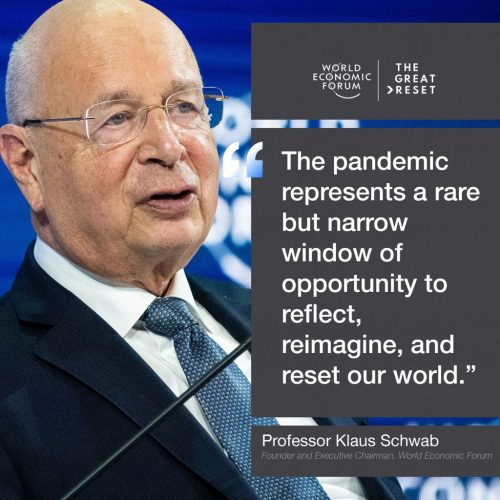 WORLD
ECONOMIC
FORUM
THE
GREAT
>RESET
“The pandemic
represents a rare
but narrow
window of
opportunity to
reflect,
reimagine, and
reset our world.”
Professor Klaus Schwab
Founder and Executive Chairman, World Economic Forum